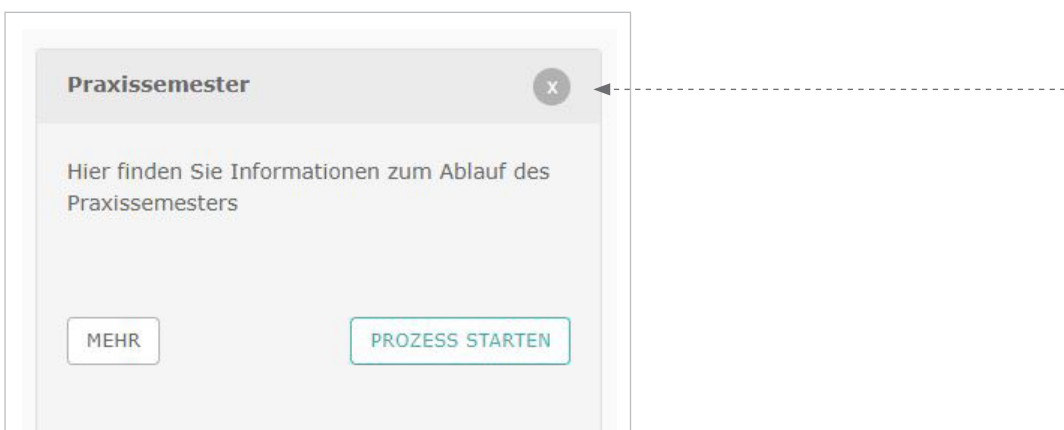 Praxissemester
X
Hier finden Sie Informationen zum Ablauf des
Praxissemesters
MEHR
PROZESS STARTEN